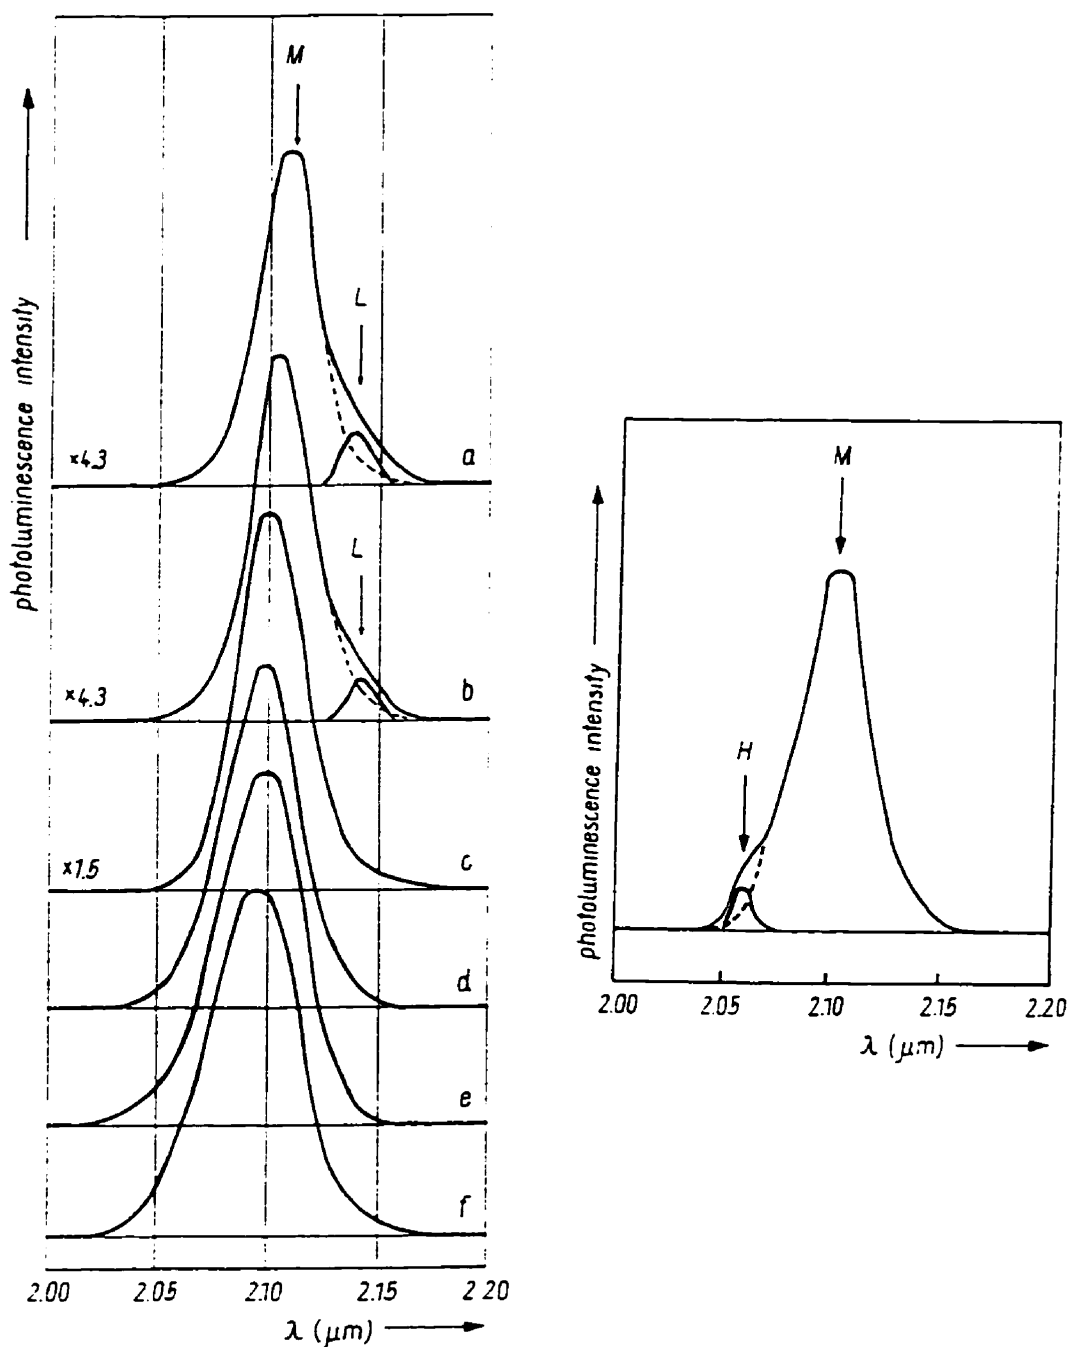 photoluminescence intensity
M
L
×4.3 a
L
×4.3 b
×1.5 c
d
e
f
2.00 2.05 2.10 2.15 2 20
λ (μm)
photoluminescence intensity
M
H
2.00 2.05 2.10 2.15 2.20
λ (μm)